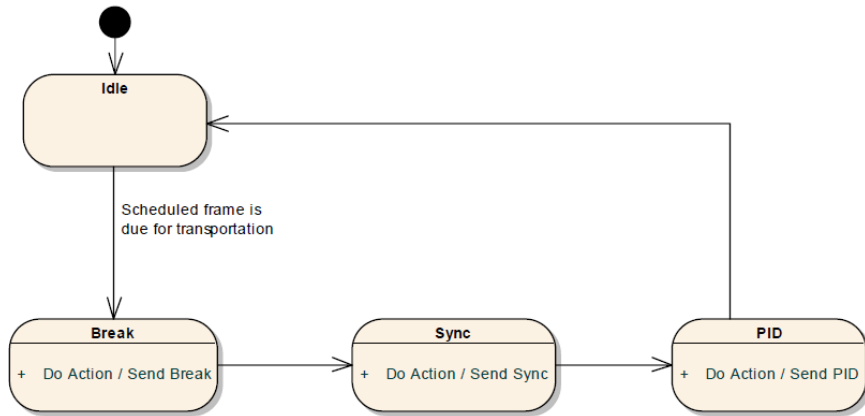 Idle
Scheduled frame is
due for transportation
Break
+ Do Action / Send Break
Sync
+ Do Action / Send Sync
PID
+ Do Action / Send PID